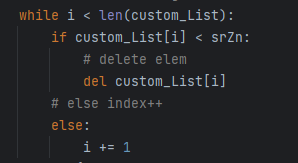 while i < len(custom_List):
    if custom_List[i] < srZn:
        # delete elem
        del custom_List[i]
    # else index++
    else:
        i += 1